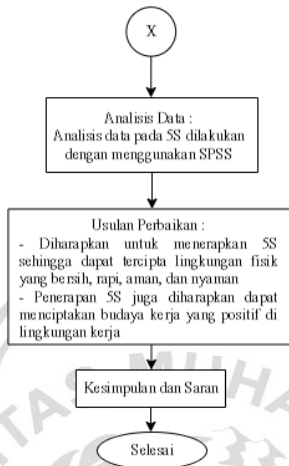 X
Analisis Data :
Analisis data pada 5S dilakukan
dengan menggunakan SPSS
Usulan Perbaikan :
- Diharapkan untuk menerapkan 5S
sehingga dapat tercipta lingkungan fisik
yang bersih, rapi, aman, dan nyaman
- Penerapan 5S juga diharapkan dapat
menciptakan budaya kerja yang positif di
lingkungan kerja
Kesimpulan dan Saran
Selesai